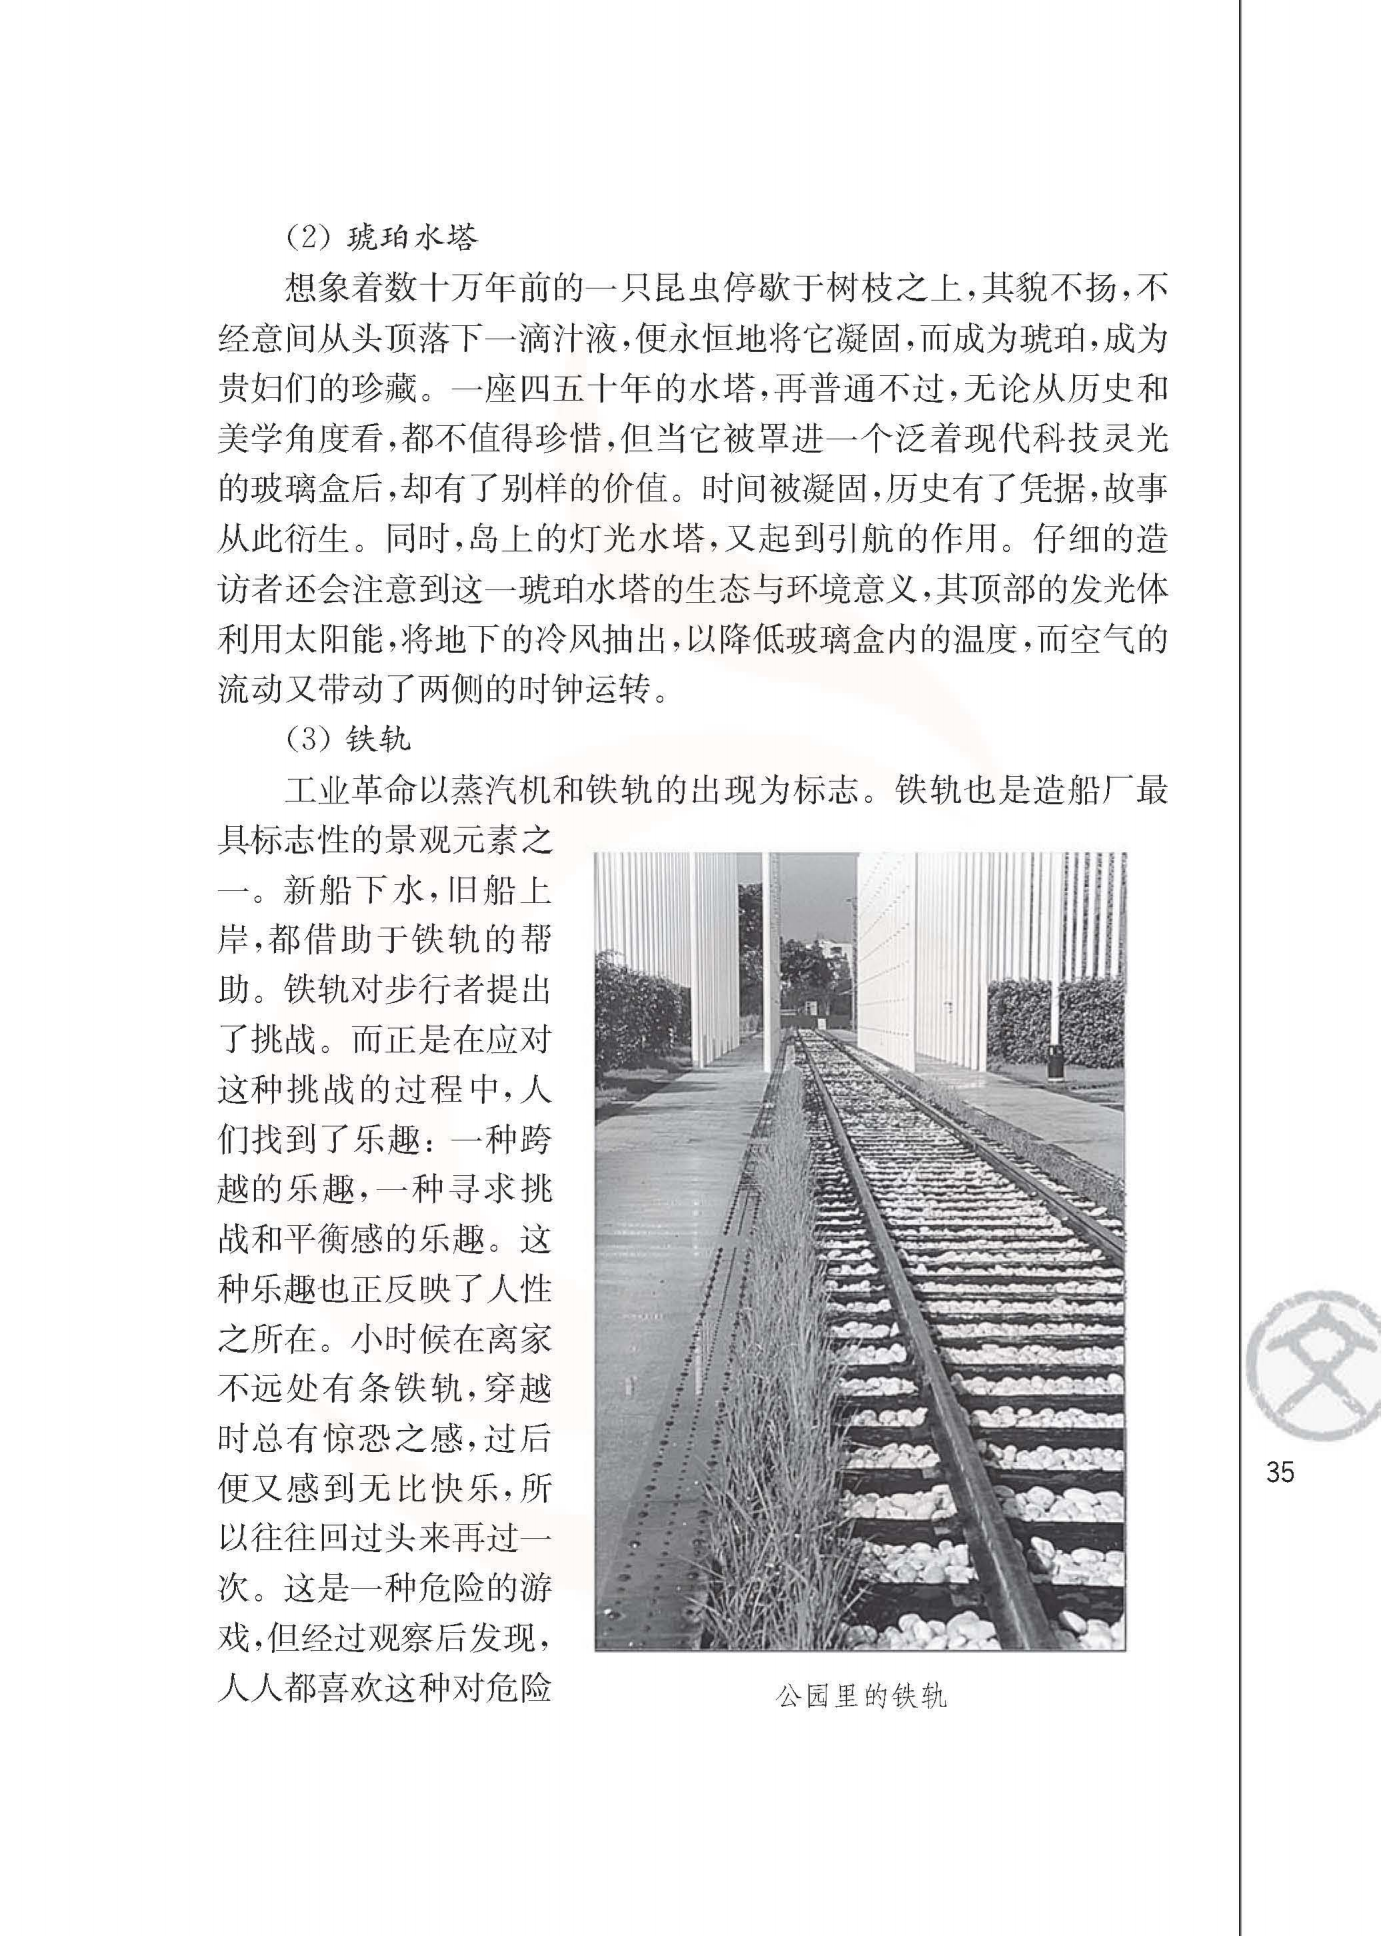 （2）琥珀水塔
想象着数十万年前的一只昆虫停歇于树枝之上，其貌不扬，不
经意间从头顶落下一滴汁液，便永恒地将它凝固，而成为琥珀，成为
贵妇们的珍藏。一座四五十年的水塔，再普通不过，无论从历史和
美学角度看，都不值得珍惜，但当它被罩进一个泛着现代科技灵光
的玻璃盒后，却有了别样的价值。时间被凝固，历史有了凭据，故事
从此衍生。同时，岛上的灯光水塔，又起到引航的作用。仔细的造
访者还会注意到这一琥珀水塔的生态与环境意义，其顶部的发光体
利用太阳能，将地下的冷风抽出，以降低玻璃盒内的温度，而空气的
流动又带动了两侧的时钟运转。
（3）铁轨
工业革命以蒸汽机和铁轨的出现为标志。铁轨也是造船厂最
具标志性的景观元素之
一。新船下水，旧船上
岸，都借助于铁轨的帮
助。铁轨对步行者提出
了挑战。而正是在应对
这种挑战的过程中，人
们找到了乐趣：一种跨
越的乐趣，一种寻求挑
战和平衡感的乐趣。这
种乐趣也正反映了人性
之所在。小时候在离家
不远处有条铁轨，穿越
时总有惊恐之感，过后
便又感到无比快乐，所
以往往回过头来再过一
次。这是一种危险的游
戏，但经过观察后发现，
人人都喜欢这种对危险
公园里的铁轨
文
35